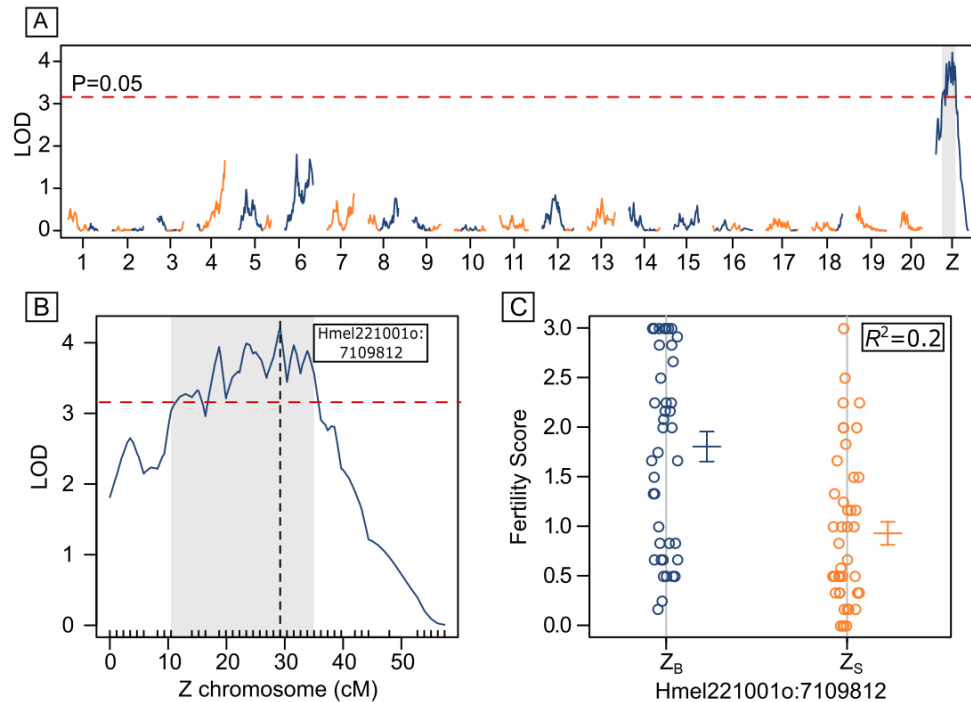 A
P=0.05
LOD
4
3
2
1
0
1 2 3 4 5 6 7 8 9 10 11 12 13 14 15 16 17 18 19 20 Z
B
Hmel221001o:
7109812
LOD
4
3
2
1
0
0 10 20 30 40 50
Z chromosome (cM)
C
R²=0.2
Fertility Score
3.0
2.5
2.0
1.5
1.0
0.5
0.0
Z_B Z_S
Hmel221001o:7109812